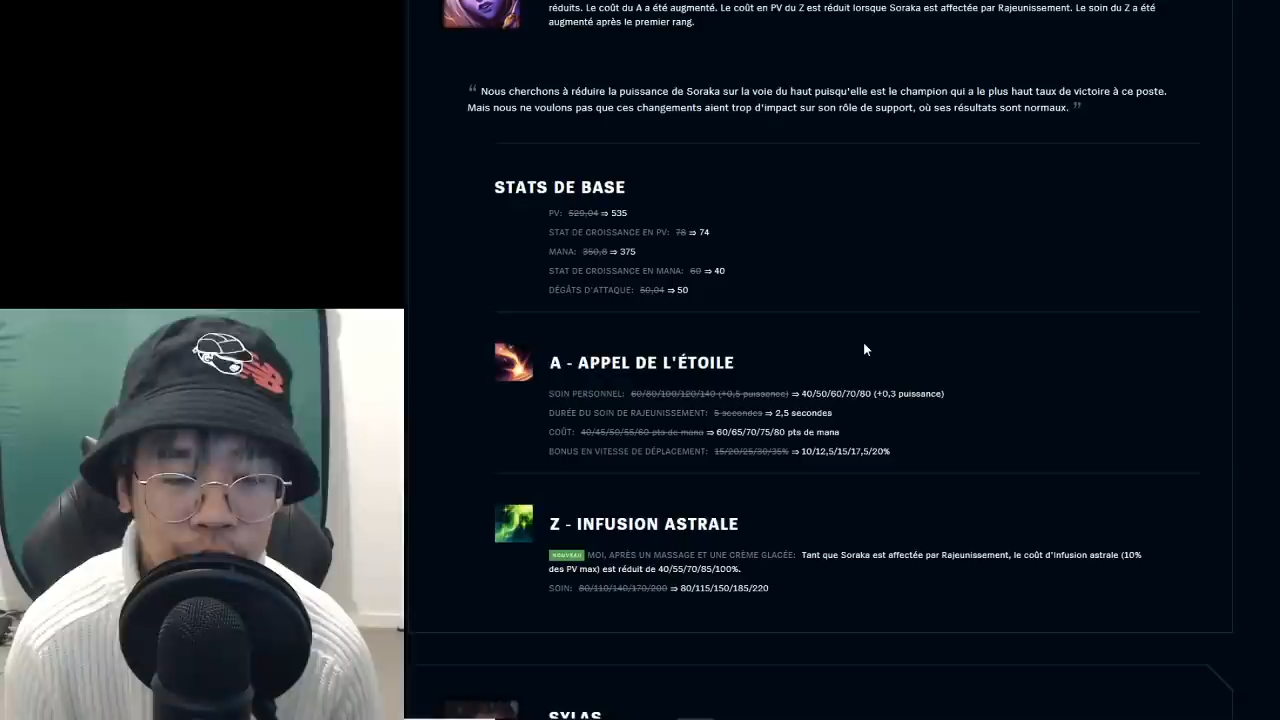 réduits. Le coût du A a été augmenté. Le coût en PV du Z est réduit lorsque Soraka est affectée par Rajeunissement. Le soin du Z a été
augmenté après le premier rang.
“ Nous cherchons à réduire la puissance de Soraka sur la voie du haut puisqu'elle est le champion qui a le plus haut taux de victoire à ce poste.
Mais nous ne voulons pas que ces changements aient trop d'impact sur son rôle de support, où ses résultats sont normaux. ”
STATS DE BASE
PV: 529,04 ⇒ 535
STAT DE CROISSANCE EN PV: 78 ⇒ 74
MANA: 350,8 ⇒ 375
STAT DE CROISSANCE EN MANA: 60 ⇒ 40
DÉGÂTS D'ATTAQUE: 50,04 ⇒ 50
A - APPEL DE L'ÉTOILE
SOIN PERSONNEL: 60/80/100/120/140 (+0,5 puissance) ⇒ 40/50/60/70/80 (+0,3 puissance)
DURÉE DU SOIN DE RAJEUNISSEMENT: 5 secondes ⇒ 2,5 secondes
COÛT: 40/45/50/55/60 pts de mana ⇒ 60/65/70/75/80 pts de mana
BONUS EN VITESSE DE DÉPLACEMENT: 15/20/25/30/35% ⇒ 10/12,5/15/17,5/20%
Z - INFUSION ASTRALE
NOUVEAU MOI, APRÈS UN MASSAGE ET UNE CRÈME GLACÉE: Tant que Soraka est affectée par Rajeunissement, le coût d'Infusion astrale (10%
des PV max) est réduit de 40/55/70/85/100%.
SOIN: 80/110/140/170/200 ⇒ 80/115/150/185/220
SYLAS
NB